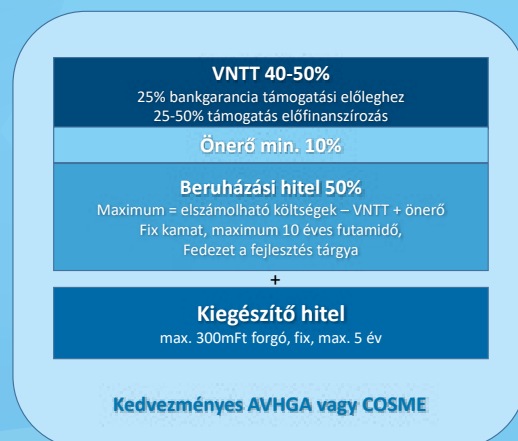 VNTT 40-50%
25% bankgarancia támogatási előleghez
25-50% támogatás előfinanszírozás
Önerő min. 10%
Beruházási hitel 50%
Maximum = elszámolható költségek – VNTT + önerő
Fix kamat, maximum 10 éves futamidő,
Fedezet a fejlesztés tárgya
+
Kiegészítő hitel
max. 300mFt forgó, fix, max. 5 év
Kedvezményes AVHGA vagy COSME